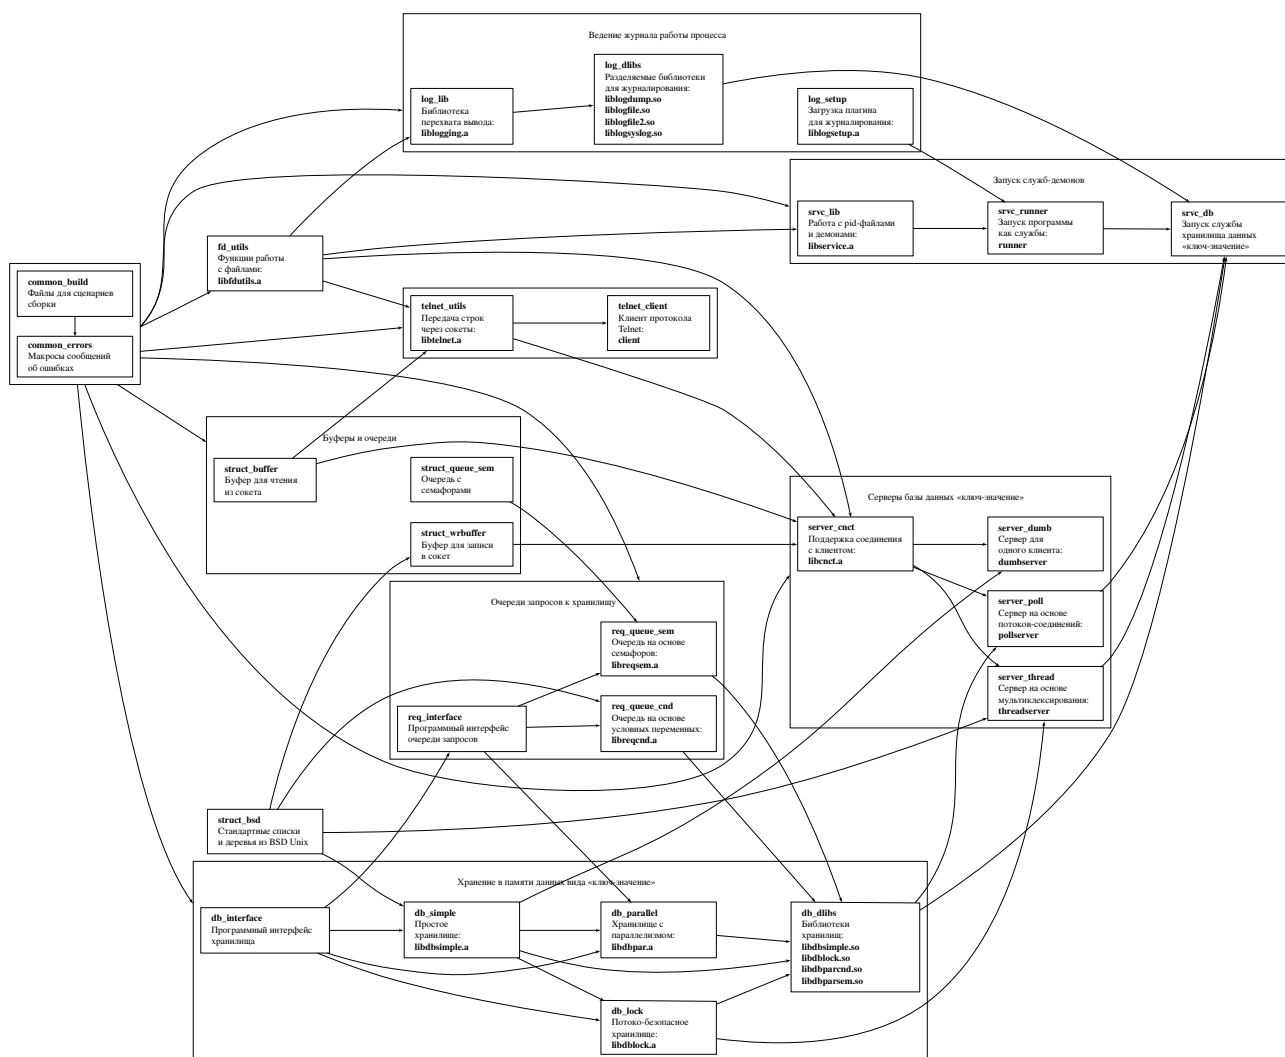 Ведение журнала работы процесса
log_dlibs
Разделяемые библиотеки
для журналирования:
liblogdump.so
liblogfile.so
liblogfile2.so
liblogsyslog.so
log_lib
Библиотека
перехвата вывода:
liblogging.a
log_setup
Загрузка плагина
для журналирования:
liblogsetup.a
Запуск служб-демонов
srvc_lib
Работа с pid-файлами
и демонами:
libservice.a
srvc_runner
Запуск программы
как службы:
runner
srvc_db
Запуск службы
хранилища данных
«ключ-значение»
fd_utils
Функции работы
с файлами:
libfdutils.a
common_build
Файлы для сценариев
сборки
common_errors
Макросы сообщений
об ошибках
telnet_utils
Передача строк
через сокеты:
libtelnet.a
telnet_client
Клиент протокола
Telnet:
client
Буферы и очереди
struct_buffer
Буфер для чтения
из сокета
struct_queue_sem
Очередь с
семафорами
struct_wrbuffer
Буфер для записи
в сокет
Серверы базы данных «ключ-значение»
server_cnct
Поддержка соединения
с клиентом:
libcnct.a
server_dumb
Сервер для
одного клиента:
dumbserver
server_poll
Сервер на основе
потоков-соединений:
pollserver
server_thread
Сервер на основе
мультиклексирования:
threadserver
Очереди запросов к хранилищу
req_queue_sem
Очередь на основе
семафоров:
libreqsem.a
req_interface
Программный интерфейс
очереди запросов
req_queue_cnd
Очередь на основе
условных переменных:
libreqcnd.a
struct_bsd
Стандартные списки
и деревья из BSD Unix
Хранение в памяти данных вида «ключ-значение»
db_interface
Программный интерфейс
хранилища
db_simple
Простое
хранилище:
libdbsimple.a
db_parallel
Хранилище с
параллелизмом:
libdbpar.a
db_dlibs
Библиотеки
хранилищ:
libdbsimple.so
libdblock.so
libdbparcnd.so
libdbparsem.so
db_lock
Потоко-безопасное
хранилище:
libdblock.a